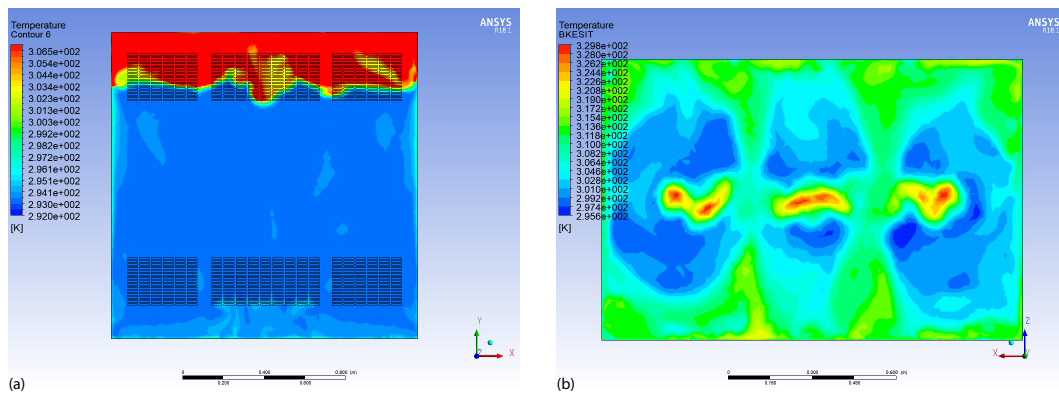 Temperature
Contour 6
3.065e+002
3.054e+002
3.044e+002
3.034e+002
3.023e+002
3.013e+002
3.003e+002
2.992e+002
2.982e+002
2.972e+002
2.961e+002
2.951e+002
2.941e+002
2.930e+002
2.920e+002
[K]
ANSYS
R18.1
Y
Z
X
0
0.400
0.800
(m)
0.200
0.600
(a)
Temperature
BKESIT
3.298e+002
3.280e+002
3.262e+002
3.244e+002
3.226e+002
3.208e+002
3.190e+002
3.172e+002
3.154e+002
3.136e+002
3.118e+002
3.100e+002
3.082e+002
3.064e+002
3.046e+002
3.028e+002
3.010e+002
2.992e+002
2.974e+002
2.956e+002
[K]
ANSYS
R18.1
Z
X
Y
0
0.300
0.600
(m)
0.150
0.450
(b)